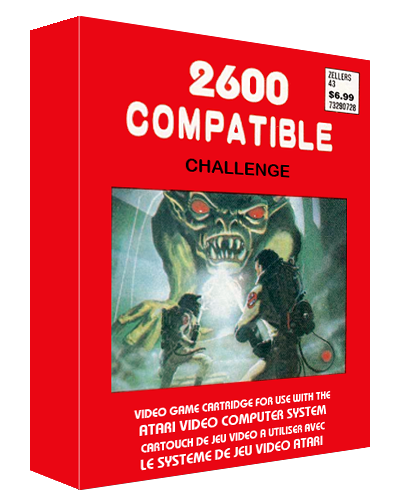 2600
COMPATIBLE
CHALLENGE
ZELLERS
43
$6.99
73290728
VIDEO GAME CARTRIDGE FOR USE WITH THE
ATARI VIDEO COMPUTER SYSTEM
CARTOUCH DE JEU VIDEO A UTILISER AVEC
LE SYSTEME DE JEU VIDEO ATARI